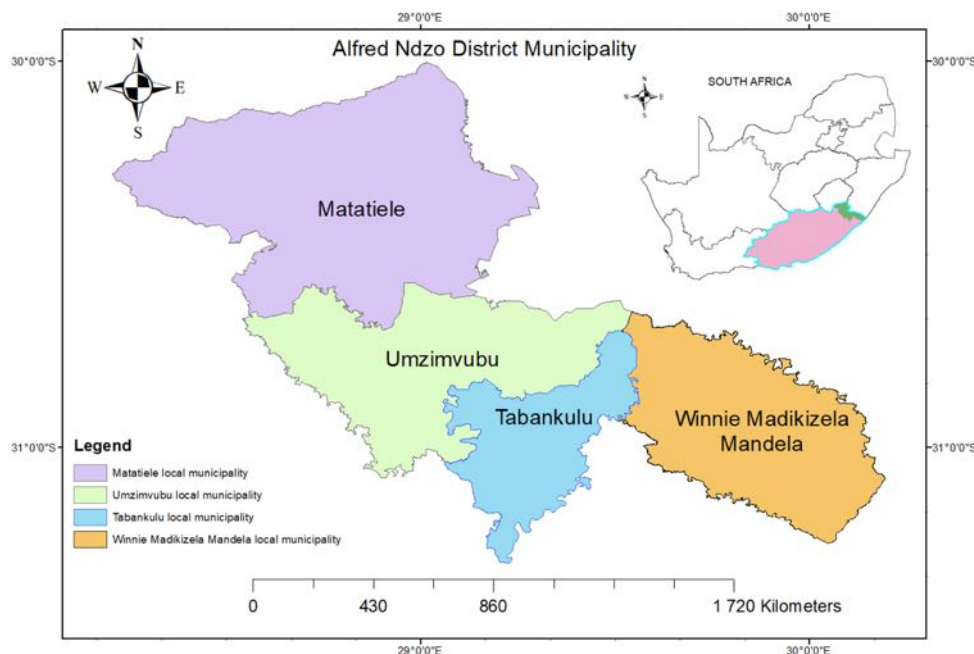 29°0'0"E
30°0'0"E
Alfred Ndzo District Municipality
30°0'0"S
30°0'0"S
N
W
E
S
SOUTH AFRICA
N
W
E
S
Matatiele
Umzimvubu
Tabankulu
Winnie Madikizela
Mandela
31°0'0"S
31°0'0"S
Legend
Matatiele local municipality
Umzimvubu local municipality
Tabankulu local municipality
Winnie Madikizela Mandela local municipality
0
430
860
1 720 Kilometers
29°0'0"E
30°0'0"E